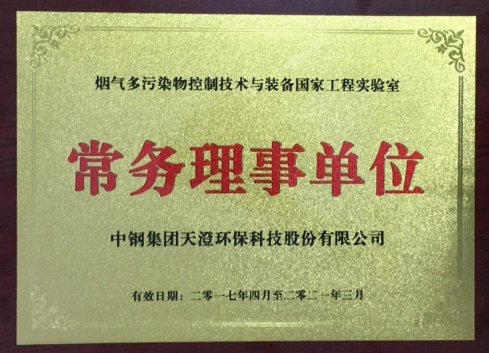 烟气多污染物控制技术与装备国家工程实验室
常务理事单位
中钢集团天澄环保科技股份有限公司
有效日期：二零一七年四月至二零二一年三月